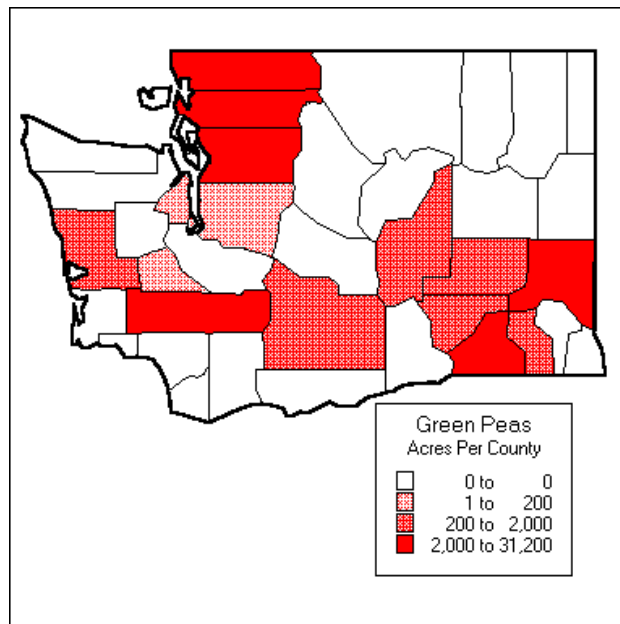 Green Peas
Acres Per County
0 to 0
1 to 200
200 to 2,000
2,000 to 31,200